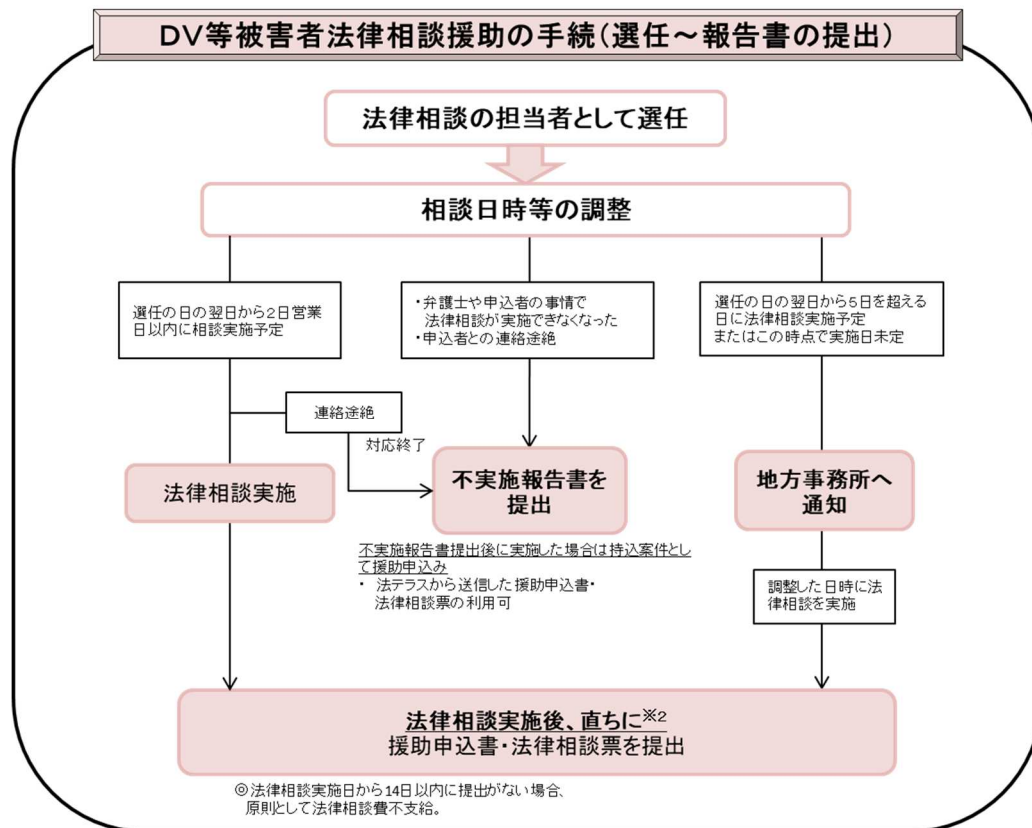 DV等被害者法律相談援助の手続(選任～報告書の提出)
法律相談の担当者として選任
相談日時等の調整
選任の日の翌日から2日営業
日以内に相談実施予定
・弁護士や申込者の事情で
法律相談が実施できなくなった
・申込者との連絡途絶
選任の日の翌日から5日を超える
日に法律相談実施予定
またはこの時点で実施日未定
連絡途絶
対応終了
法律相談実施
不実施報告書を
提出
地方事務所へ
通知
不実施報告書提出後に実施した場合は持込案件とし
て援助申込み
・ 法テラスから送信した援助申込書・
法律相談票の利用可
調整した日時に法
律相談を実施
法律相談実施後、直ちに※2
援助申込書・法律相談票を提出
◎法律相談実施日から14日以内に提出がない場合、
原則として法律相談費不支給。